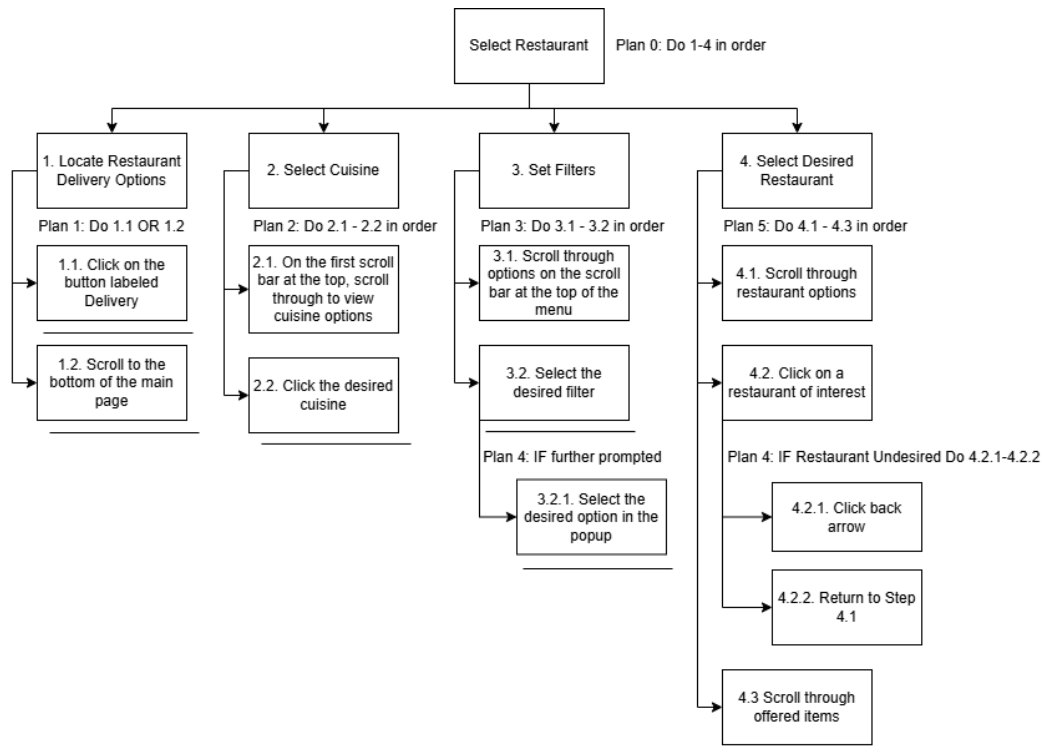 Select Restaurant
Plan 0: Do 1-4 in order
1. Locate Restaurant
Delivery Options
2. Select Cuisine
3. Set Filters
4. Select Desired
Restaurant
Plan 1: Do 1.1 OR 1.2
Plan 2: Do 2.1 - 2.2 in order
Plan 3: Do 3.1 - 3.2 in order
Plan 5: Do 4.1 - 4.3 in order
1.1. Click on the
button labeled
Delivery
2.1. On the first scroll
bar at the top, scroll
through to view
cuisine options
3.1. Scroll through
options on the scroll
bar at the top of the
menu
4.1. Scroll through
restaurant options
1.2. Scroll to the
bottom of the main
page
2.2. Click the desired
cuisine
3.2. Select the
desired filter
4.2. Click on a
restaurant of interest
Plan 4: IF further prompted
Plan 4: IF Restaurant Undesired Do 4.2.1-4.2.2
3.2.1. Select the
desired option in the
popup
4.2.1. Click back
arrow
4.2.2. Return to Step
4.1
4.3 Scroll through
offered items